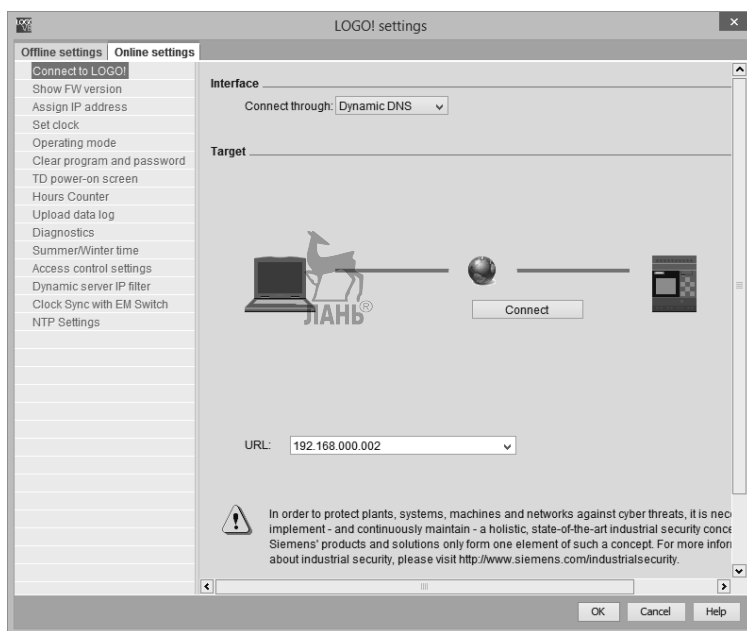 LOGO! settings
Offline settings
Online settings
Connect to LOGO!
Show FW version
Assign IP address
Set clock
Operating mode
Clear program and password
TD power-on screen
Hours Counter
Upload data log
Diagnostics
Summer/Winter time
Access control settings
Dynamic server IP filter
Clock Sync with EM Switch
NTP Settings
Interface
Connect through: Dynamic DNS
Target
ЛАНЬ®
Connect
URL: 192.168.000.002
In order to protect plants, systems, machines and networks against cyber threats, it is
implement - and continuously maintain - a holistic, state-of-the-art industrial security
Siemens' products and solutions only form one element of such a concept. For more
about industrial security, please visit http://www.siemens.com/industrialsecurity.
OK
Cancel
Help